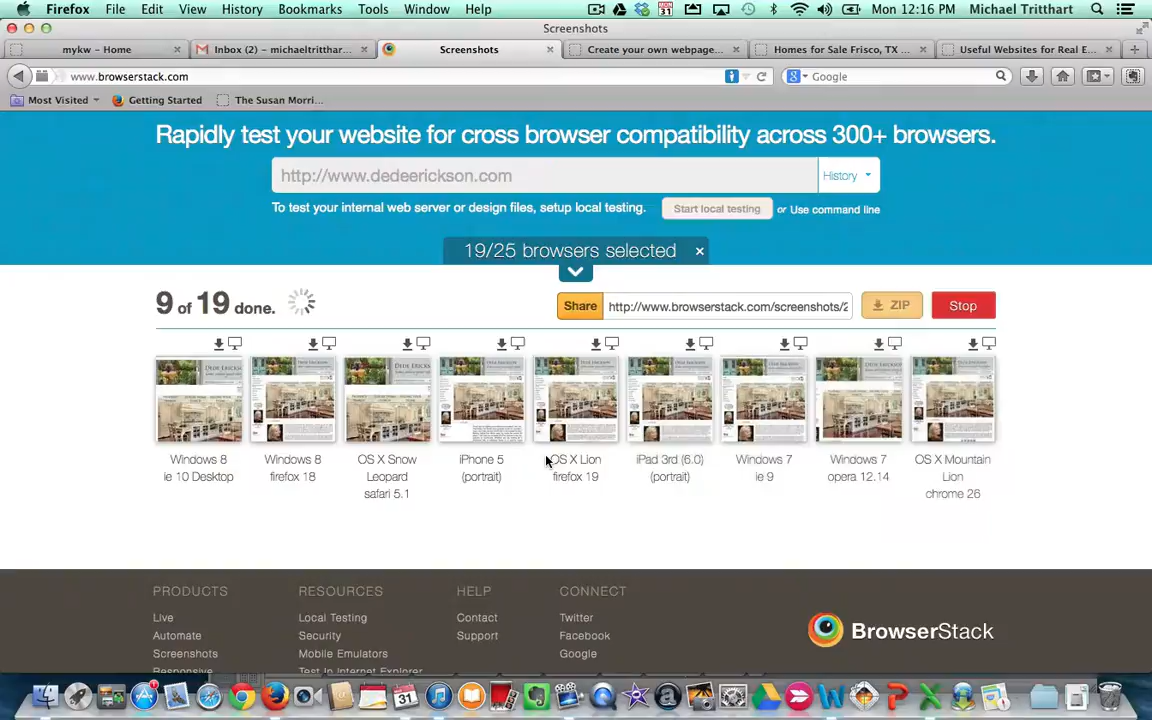 Firefox File Edit View History Bookmarks Tools Window Help 31 Mon 12:16 PM Michael Tritthart
Screenshots
mykw - Home Inbox (2) - michaeltritthar... Screenshots Create your own webpage... Homes for Sale Frisco, TX ... Useful Websites for Real E...
www.browserstack.com Google
Most Visited Getting Started The Susan Morri...
Rapidly test your website for cross browser compatibility across 300+ browsers.
http://www.dedeerickson.com History
To test your internal web server or design files, setup local testing. Start local testing or Use command line
19/25 browsers selected ×
9 of 19 done. Share http://www.browserstack.com/screenshots/2 ZIP Stop
Windows 8
ie 10 Desktop
Windows 8
firefox 18
OS X Snow
Leopard
safari 5.1
iPhone 5
(portrait)
OS X Lion
firefox 19
iPad 3rd (6.0)
(portrait)
Windows 7
ie 9
Windows 7
opera 12.14
OS X Mountain
Lion
chrome 26
PRODUCTS
Live
Automate
Screenshots
Responsive
RESOURCES
Local Testing
Security
Mobile Emulators
Test In Internet Explorer
HELP
Contact
Support
CONNECT
Twitter
Facebook
Google
BrowserStack